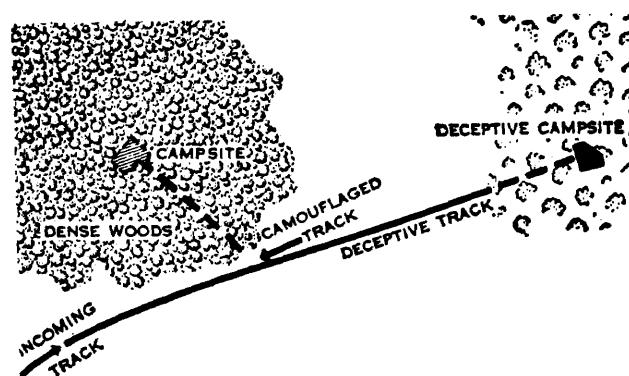 DECEPTIVE CAMPSITE
CAMPSITE
CAMOUFLAGED
TRACK
DENSE WOODS
DECEPTIVE TRACK
INCOMING
TRACK